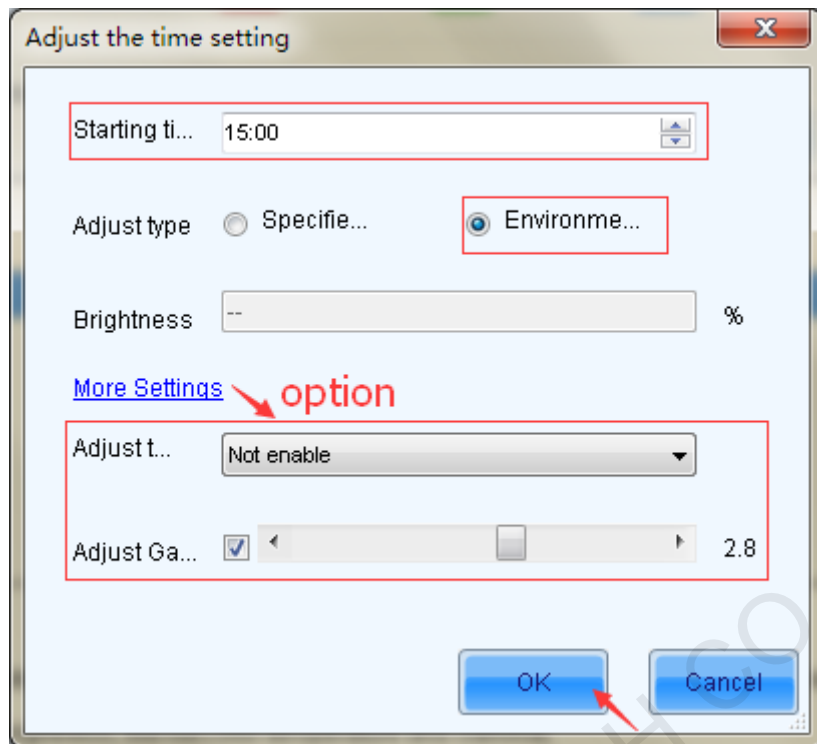 Adjust the time setting
Starting ti... 15:00
Adjust type Specifie... Environme...
Brightness -- %
More Settings option
Adjust t... Not enable
Adjust Ga... 2.8
OK Cancel
H CO